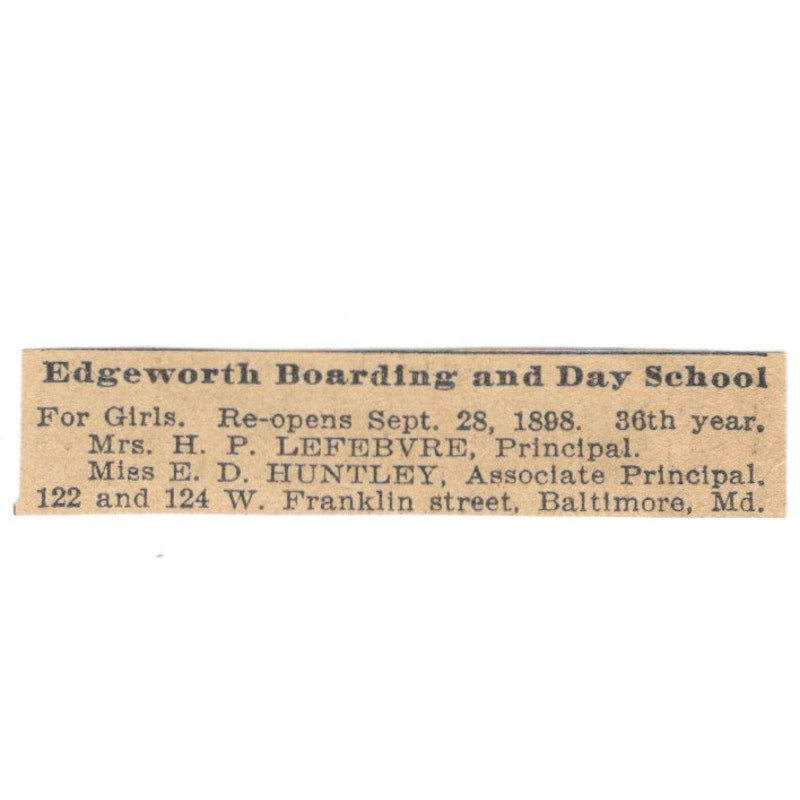 Edgeworth Boarding and Day School
For Girls. Re-opens Sept. 28, 1898. 36th year.
Mrs. H. P. LEFEBVRE, Principal.
Miss E. D. HUNTLEY, Associate Principal.
122 and 124 W. Franklin street, Baltimore, Md.